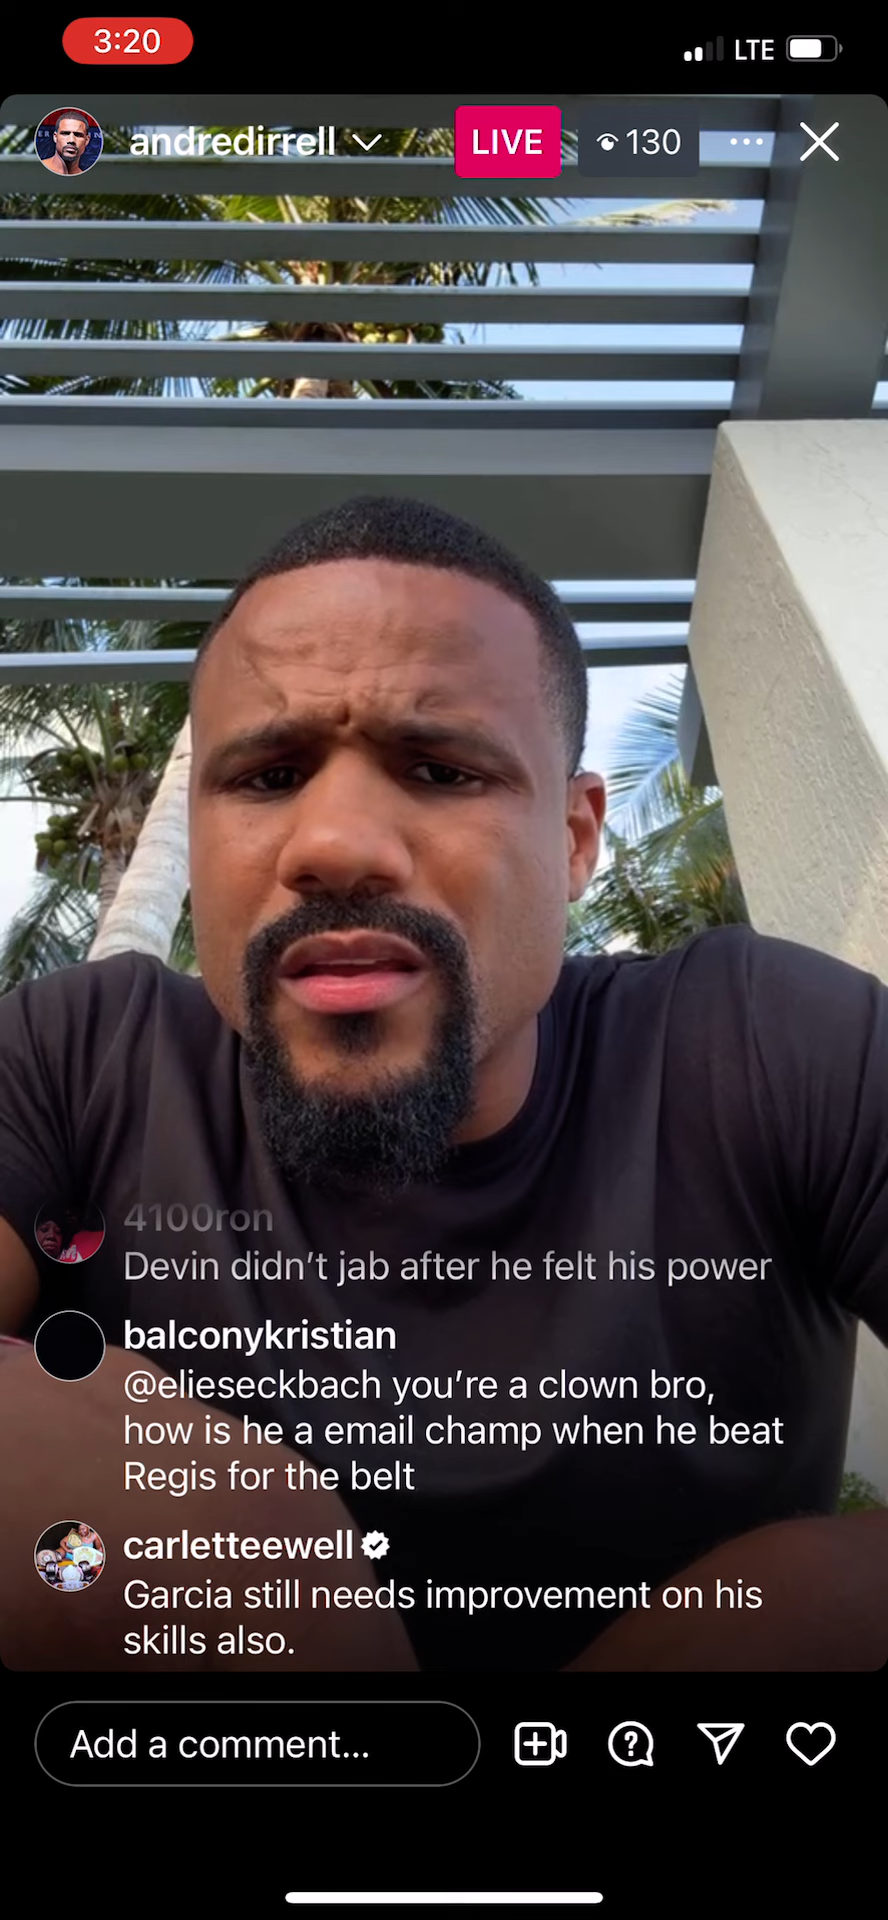 3:20
LTE
andredirrell
LIVE
130
4100ron
Devin didn’t jab after he felt his power
balconykristian
@elieseckbach you’re a clown bro,
how is he a email champ when he beat
Regis for the belt
carletteewell
Garcia still needs improvement on his
skills also.
Add a comment...